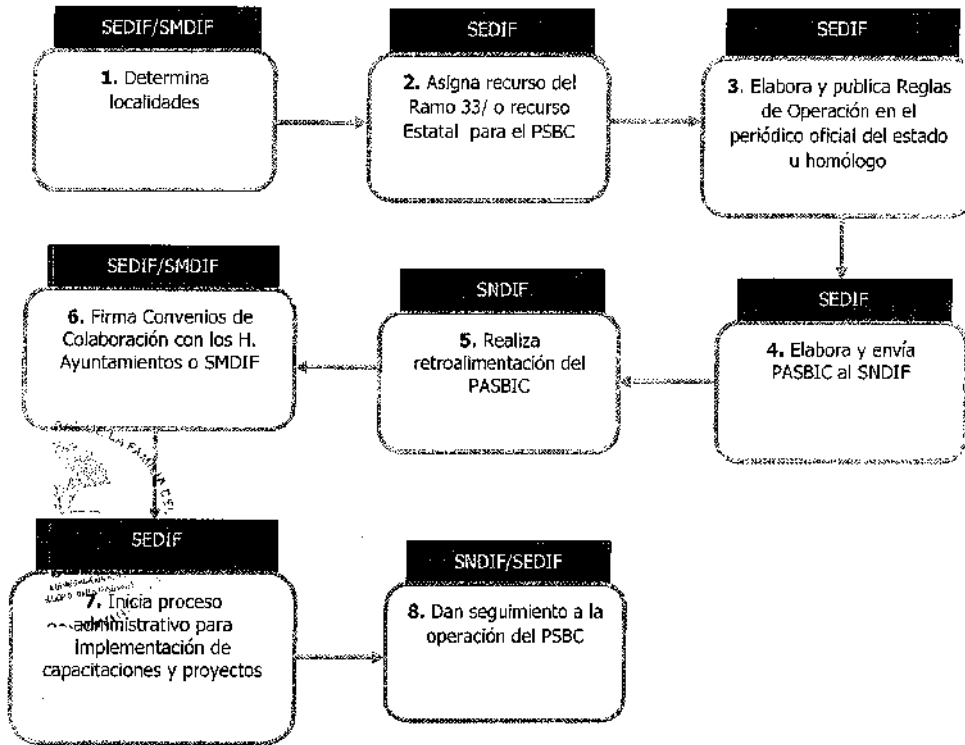 SEDIF/SMDIF
1. Determina
localidades
SEDIF
2. Asigna recurso del
Ramo 33/ o recurso
Estatal para el PSBC
SEDIF
3. Elabora y publica Reglas
de Operación en el
periódico oficial del estado
u homólogo
SEDIF
4. Elabora y envía
PASBIC al SNDIF
SNDIF
5. Realiza
retroalimentación del
PASBIC
SEDIF/SMDIF
6. Firma Convenios de
Colaboración con los H.
Ayuntamientos o SMDIF
LA FAMILIA DEL
SEDIF
7. Inicia proceso
administrativo para
implementación de
capacitaciones y proyectos
SNDIF/SEDIF
8. Dan seguimiento a la
operación del PSBC